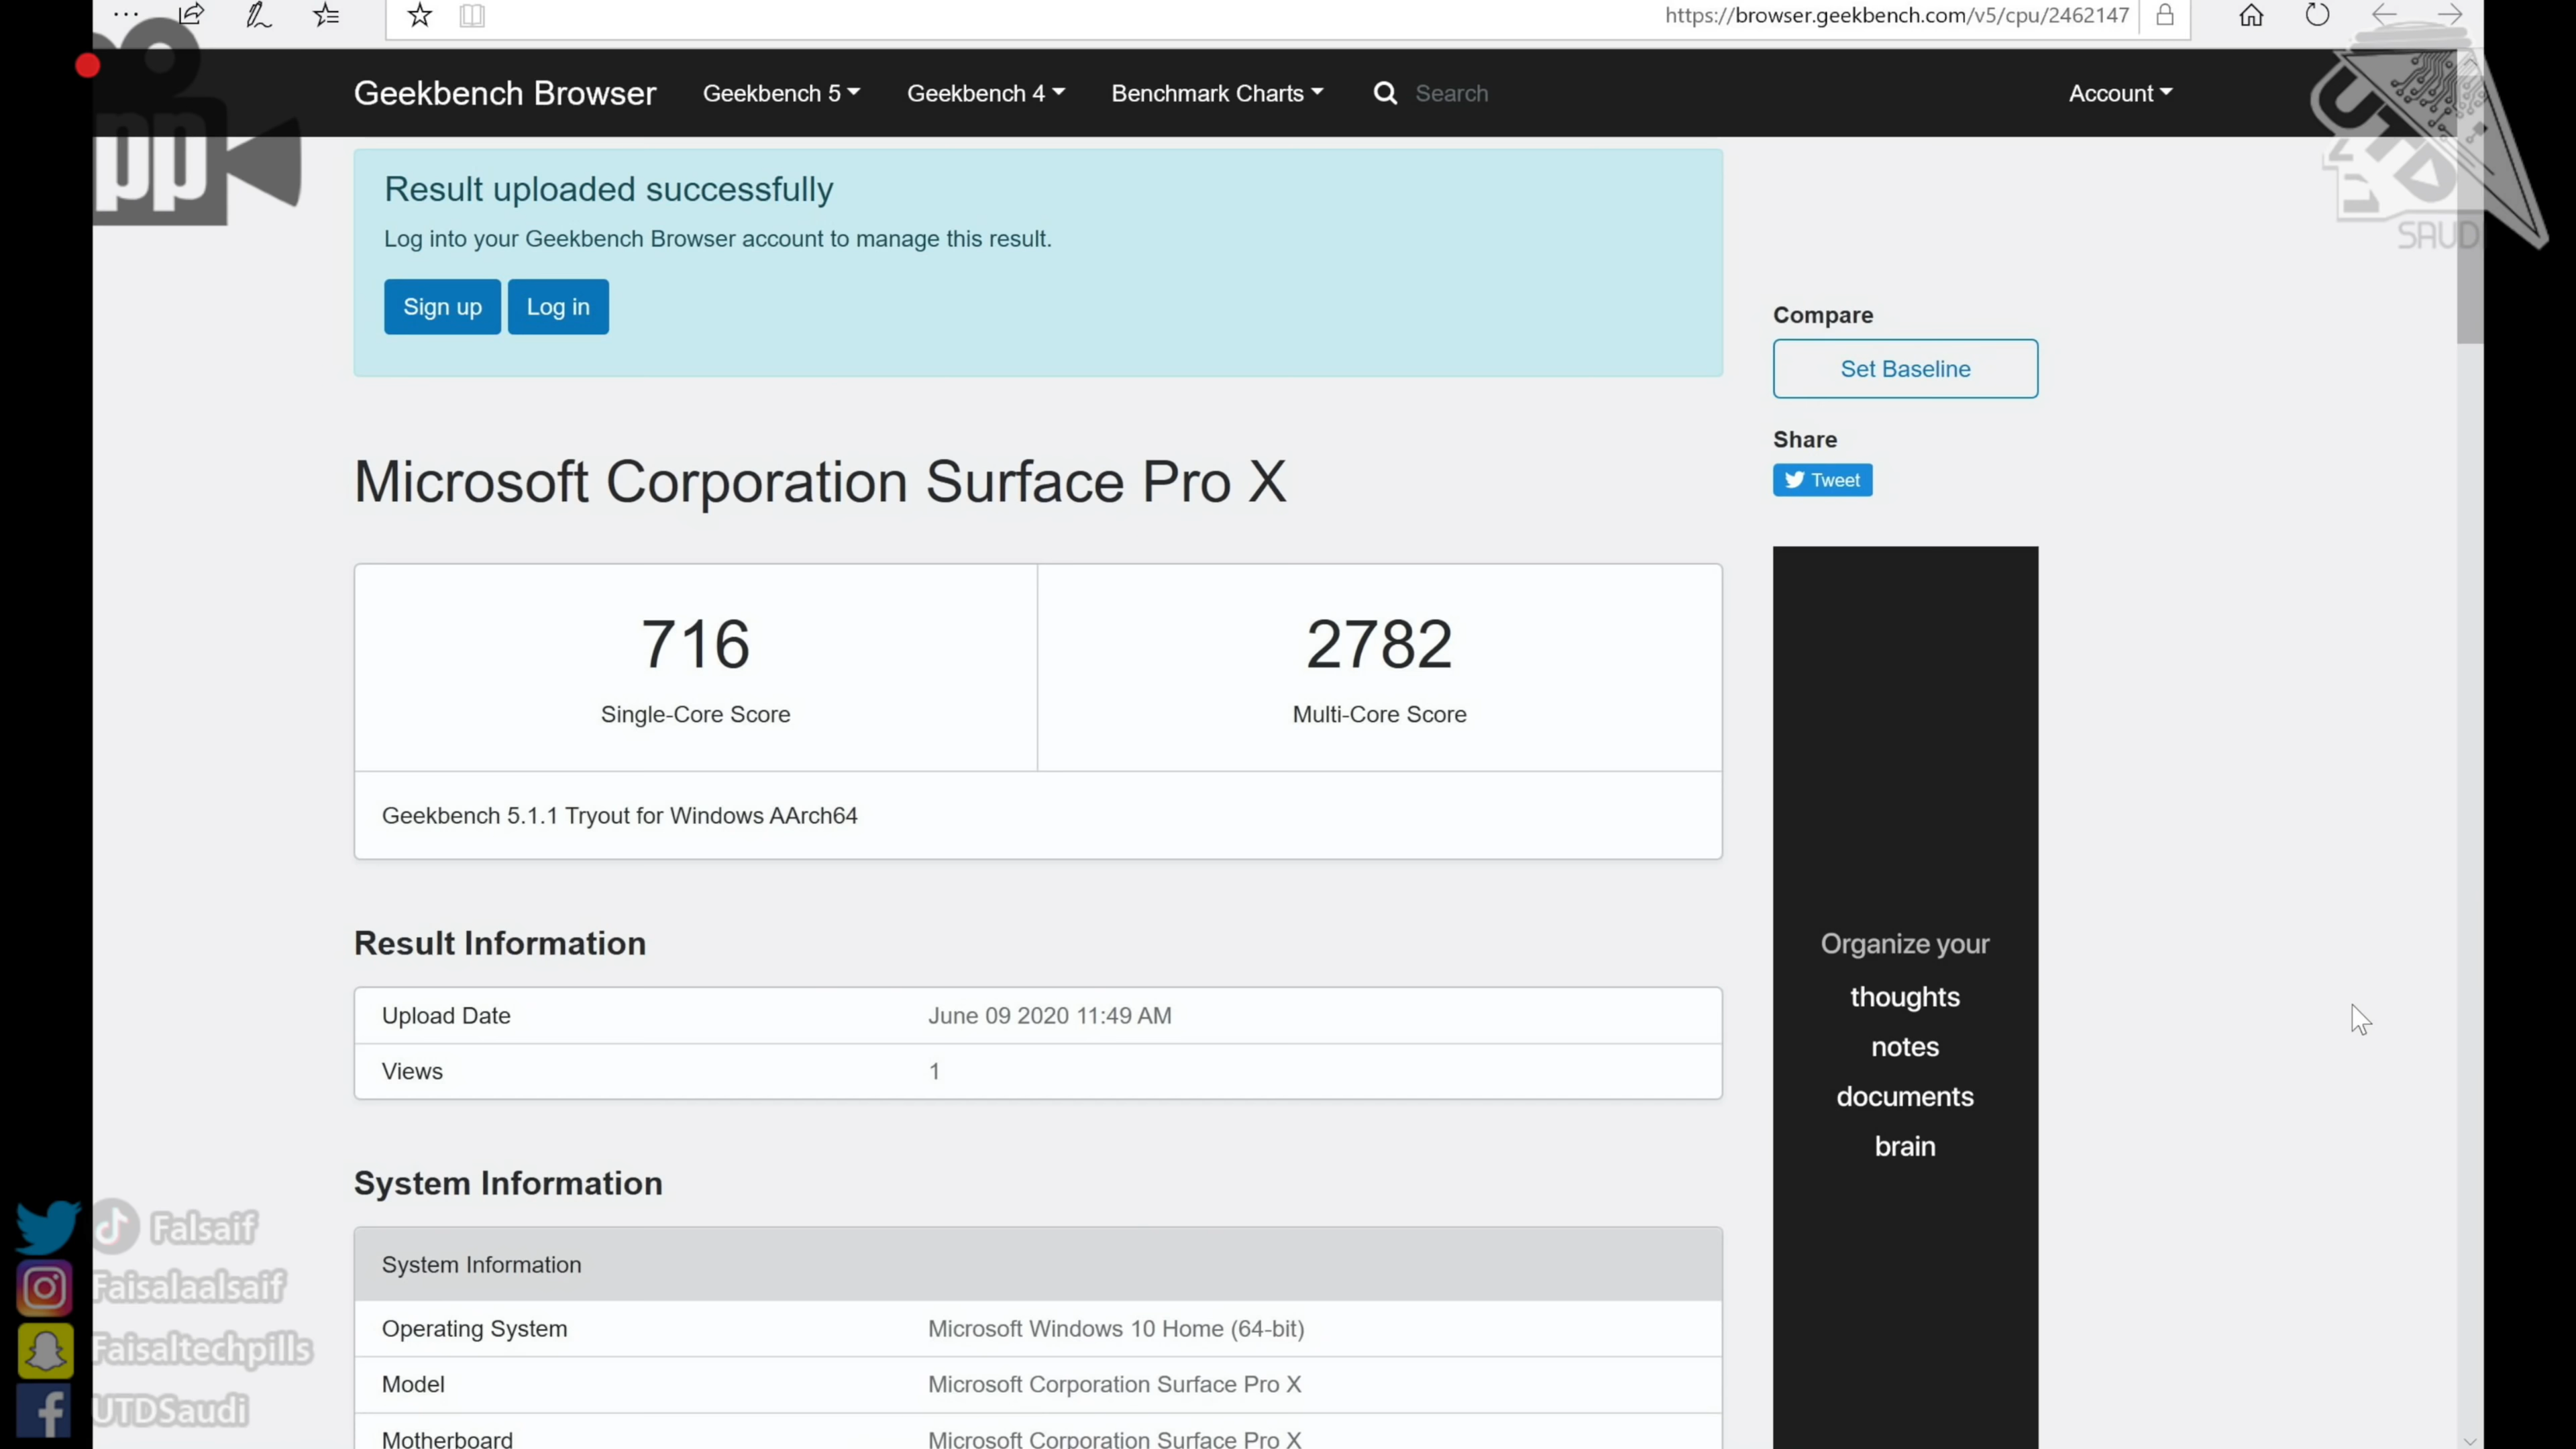 https://browser.geekbench.com/v5/cpu/2462147
Geekbench Browser
Geekbench 5
Geekbench 4
Benchmark Charts
Search
Account
pp
UTD
SAUDI
Result uploaded successfully
Log into your Geekbench Browser account to manage this result.
Sign up
Log in
Compare
Set Baseline
Share
Tweet
Microsoft Corporation Surface Pro X
716
Single-Core Score
2782
Multi-Core Score
Geekbench 5.1.1 Tryout for Windows AArch64
Result Information
Upload Date June 09 2020 11:49 AM
Views 1
System Information
System Information
Operating System Microsoft Windows 10 Home (64-bit)
Model Microsoft Corporation Surface Pro X
Motherboard Microsoft Corporation Surface Pro X
Organize your
thoughts
notes
documents
brain
Falsaif
Faisalaalsaif
Faisaltechpills
UTDSaudi